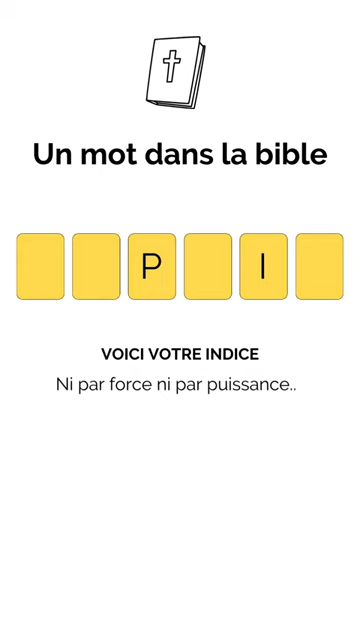 Un mot dans la bible
P I
VOICI VOTRE INDICE
Ni par force ni par puissance..